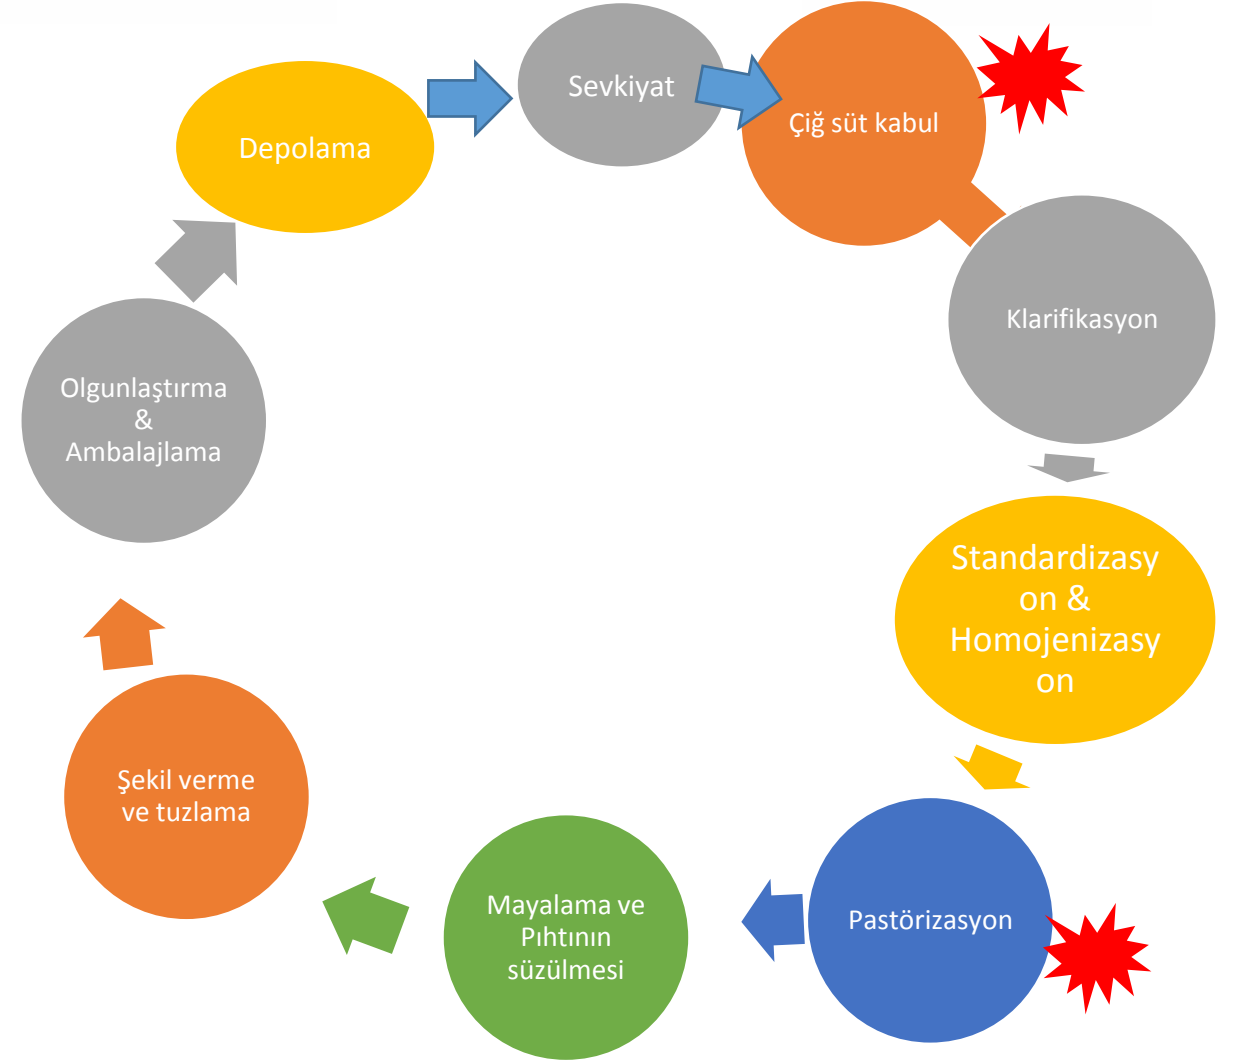 Sevkiyat
Çiğ süt kabul
Depolama
Klarifikasyon
Olgunlaştırma
&
Ambalajlama
Standardizasy
on &
Homojenizasy
on
Şekil verme
ve tuzlama
Mayalama ve
Pıhtının
süzülmesi
Pastörizasyon